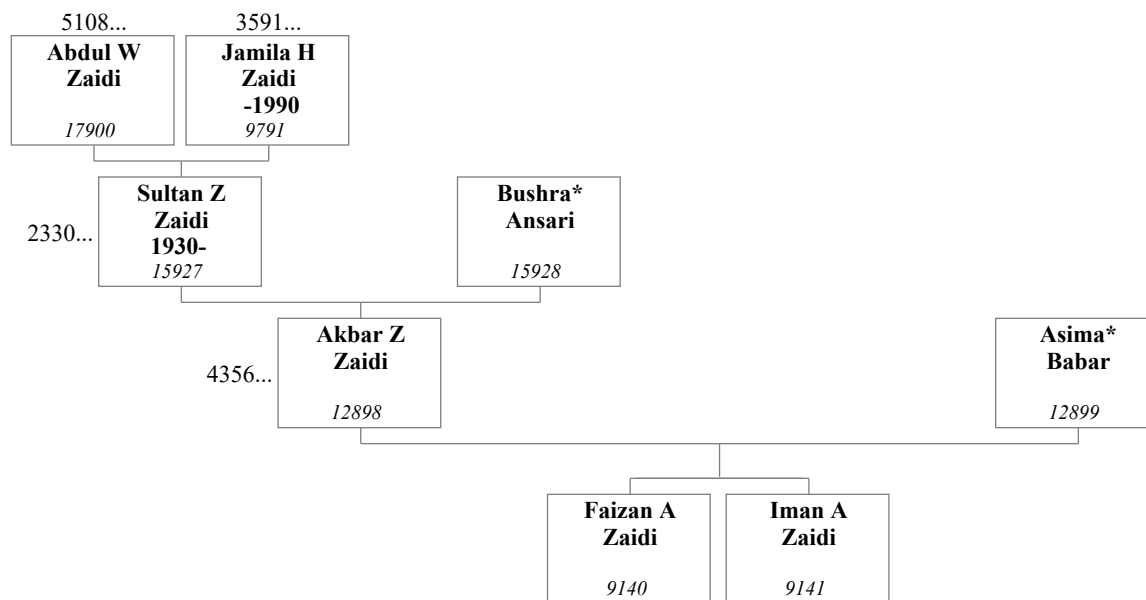 5108...
3591...
Abdul W
Zaidi
17900
Jamila H
Zaidi
-1990
9791
2330...
Sultan Z
Zaidi
1930-
15927
Bushra*
Ansari
15928
4356...
Akbar Z
Zaidi
12898
Asima*
Babar
12899
Faizan A
Zaidi
9140
Iman A
Zaidi
9141